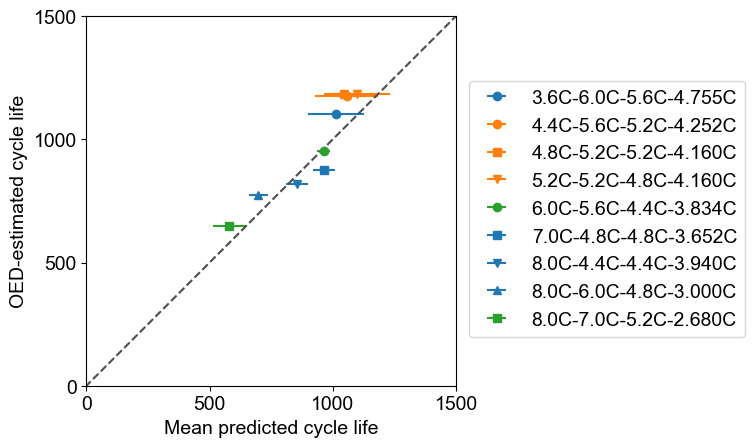 1500
1000
500
0
OED-estimated cycle life
0 500 1000 1500
Mean predicted cycle life
3.6C-6.0C-5.6C-4.755C
4.4C-5.6C-5.2C-4.252C
4.8C-5.2C-5.2C-4.160C
5.2C-5.2C-4.8C-4.160C
6.0C-5.6C-4.4C-3.834C
7.0C-4.8C-4.8C-3.652C
8.0C-4.4C-4.4C-3.940C
8.0C-6.0C-4.8C-3.000C
8.0C-7.0C-5.2C-2.680C